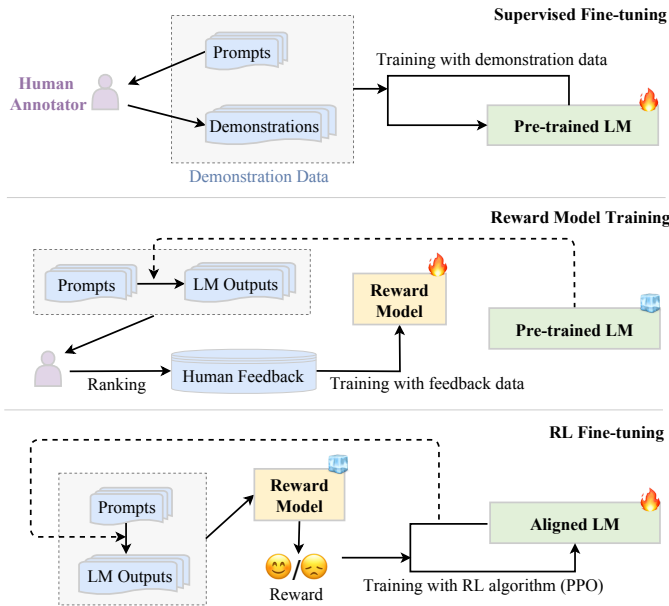 Supervised Fine-tuning
Prompts
Training with demonstration data
Human
Annotator
Demonstrations
Pre-trained LM
Demonstration Data
Reward Model Training
Prompts
LM Outputs
Reward
Model
Pre-trained LM
Ranking
Human Feedback
Training with feedback data
RL Fine-tuning
Prompts
Reward
Model
Aligned LM
LM Outputs
/
Reward
Training with RL algorithm (PPO)